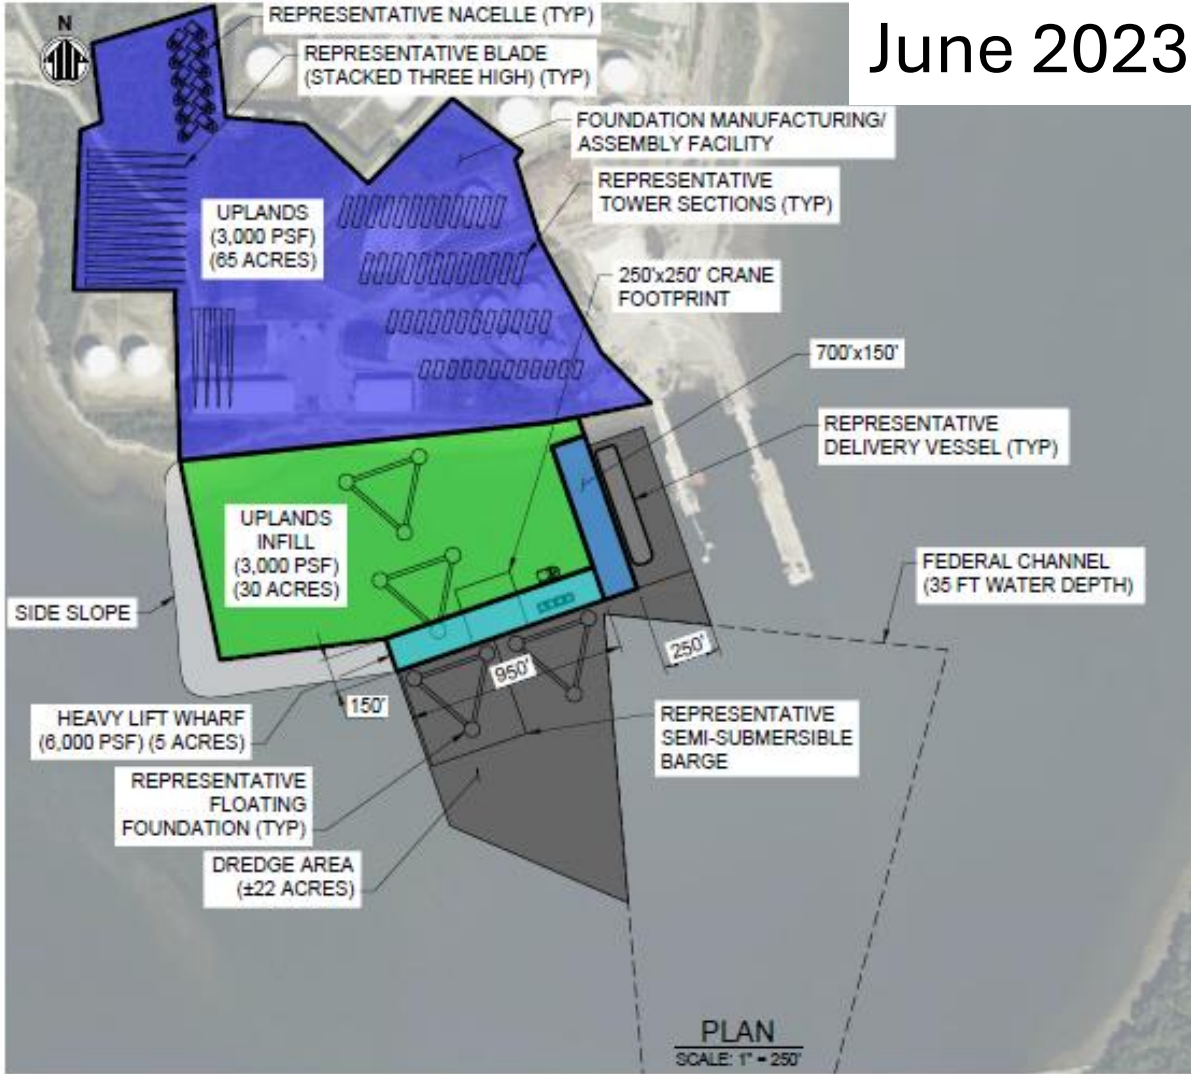 June 2023
N
REPRESENTATIVE NACELLE (TYP)
REPRESENTATIVE BLADE
(STACKED THREE HIGH) (TYP)
FOUNDATION MANUFACTURING/
ASSEMBLY FACILITY
REPRESENTATIVE
TOWER SECTIONS (TYP)
UPLANDS
(3,000 PSF)
(65 ACRES)
250'x250' CRANE
FOOTPRINT
700'x150'
REPRESENTATIVE
DELIVERY VESSEL (TYP)
UPLANDS
INFILL
(3,000 PSF)
(30 ACRES)
FEDERAL CHANNEL
(35 FT WATER DEPTH)
SIDE SLOPE
250'
950'
150'
HEAVY LIFT WHARF
(6,000 PSF) (5 ACRES)
REPRESENTATIVE
SEMI-SUBMERSIBLE
BARGE
REPRESENTATIVE
FLOATING
FOUNDATION (TYP)
DREDGE AREA
(±22 ACRES)
PLAN
SCALE: 1" = 250'